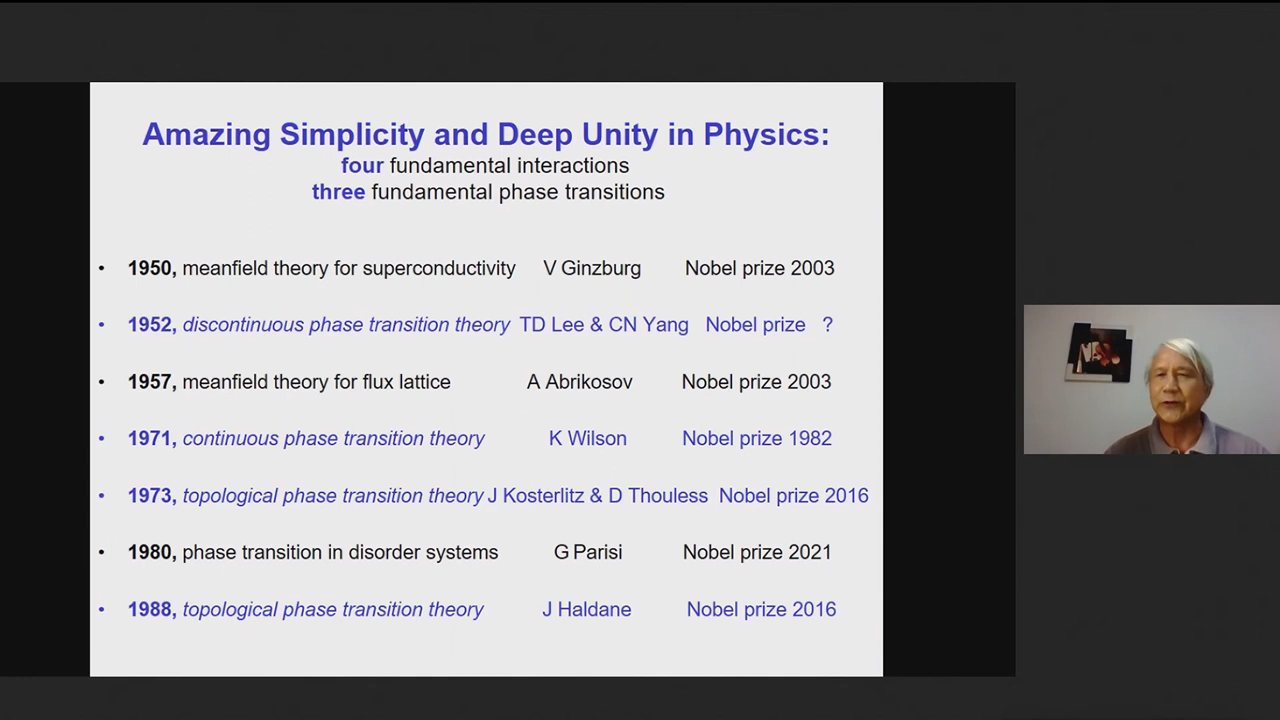 Amazing Simplicity and Deep Unity in Physics:
four fundamental interactions
three fundamental phase transitions
• 1950, meanfield theory for superconductivity V Ginzburg Nobel prize 2003
• 1952, discontinuous phase transition theory TD Lee & CN Yang Nobel prize ?
• 1957, meanfield theory for flux lattice A Abrikosov Nobel prize 2003
• 1971, continuous phase transition theory K Wilson Nobel prize 1982
• 1973, topological phase transition theory J Kosterlitz & D Thouless Nobel prize 2016
• 1980, phase transition in disorder systems G Parisi Nobel prize 2021
• 1988, topological phase transition theory J Haldane Nobel prize 2016